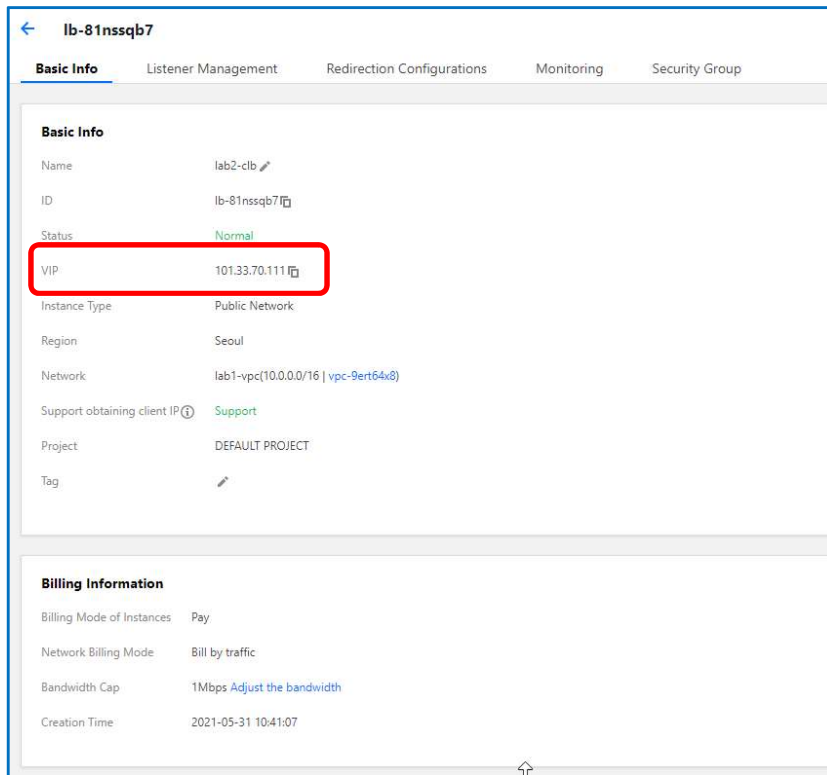 lb-81nssqb7
Basic Info Listener Management Redirection Configurations Monitoring Security Group
Basic Info
Name lab2-clb
ID lb-81nssqb7
Status Normal
VIP 101.33.70.111
Instance Type Public Network
Region Seoul
Network lab1-vpc(10.0.0.0/16 | vpc-9ert64x8)
Support obtaining client IP Support
Project DEFAULT PROJECT
Tag
Billing Information
Billing Mode of Instances Pay
Network Billing Mode Bill by traffic
Bandwidth Cap 1Mbps Adjust the bandwidth
Creation Time 2021-05-31 10:41:07